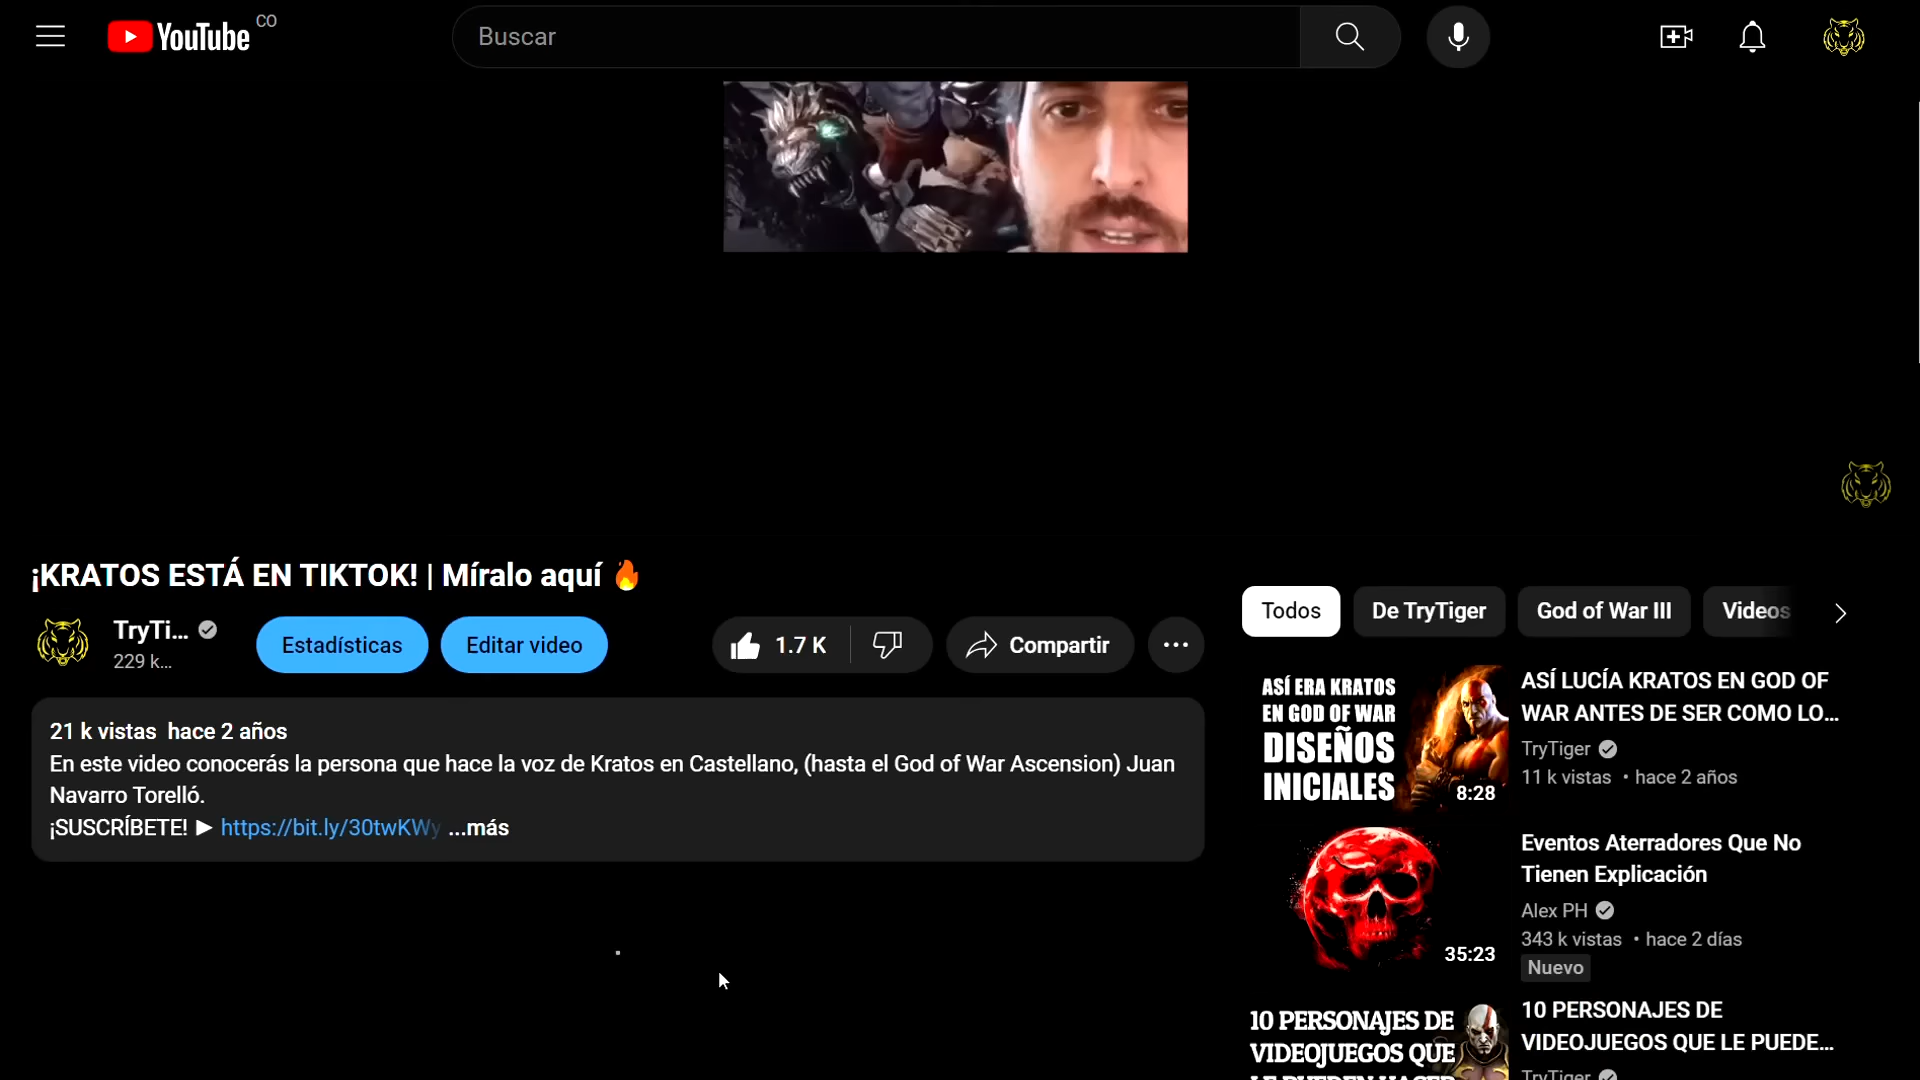 YouTube CO
Buscar
¡KRATOS ESTÁ EN TIKTOK! | Míralo aquí 🔥
TryTi...
229 k...
Estadísticas
Editar video
1.7 K
Compartir
21 k vistas hace 2 años
En este video conocerás la persona que hace la voz de Kratos en Castellano, (hasta el God of War Ascension) Juan
Navarro Torelló.
¡SUSCRÍBETE! ► https://bit.ly/30twKWy ...más
Todos
De TryTiger
God of War III
Videos
ASÍ ERA KRATOS
EN GOD OF WAR
DISEÑOS
INICIALES
8:28
ASÍ LUCÍA KRATOS EN GOD OF
WAR ANTES DE SER COMO LO...
TryTiger
11 k vistas • hace 2 años
35:23
Eventos Aterradores Que No
Tienen Explicación
Alex PH
343 k vistas • hace 2 días
Nuevo
10 PERSONAJES DE
VIDEOJUEGOS QUE
LE PUEDEN HACER
10 PERSONAJES DE
VIDEOJUEGOS QUE LE PUEDE...
TryTiger